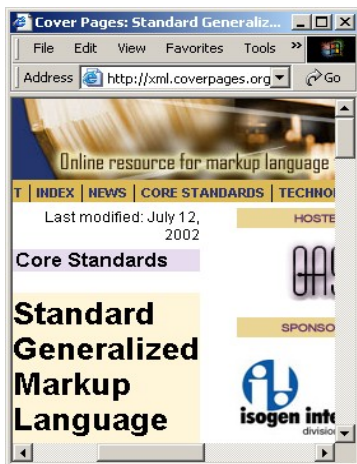 Cover Pages: Standard Generaliz...
File Edit View Favorites Tools »
Address http://xml.coverpages.org Go
Online resource for markup language
T | INDEX | NEWS | CORE STANDARDS | TECHNO
Last modified: July 12,
2002
HOSTE
Core Standards
OAS
Standard
Generalized
Markup
Language
SPONSO
isogen inte
division